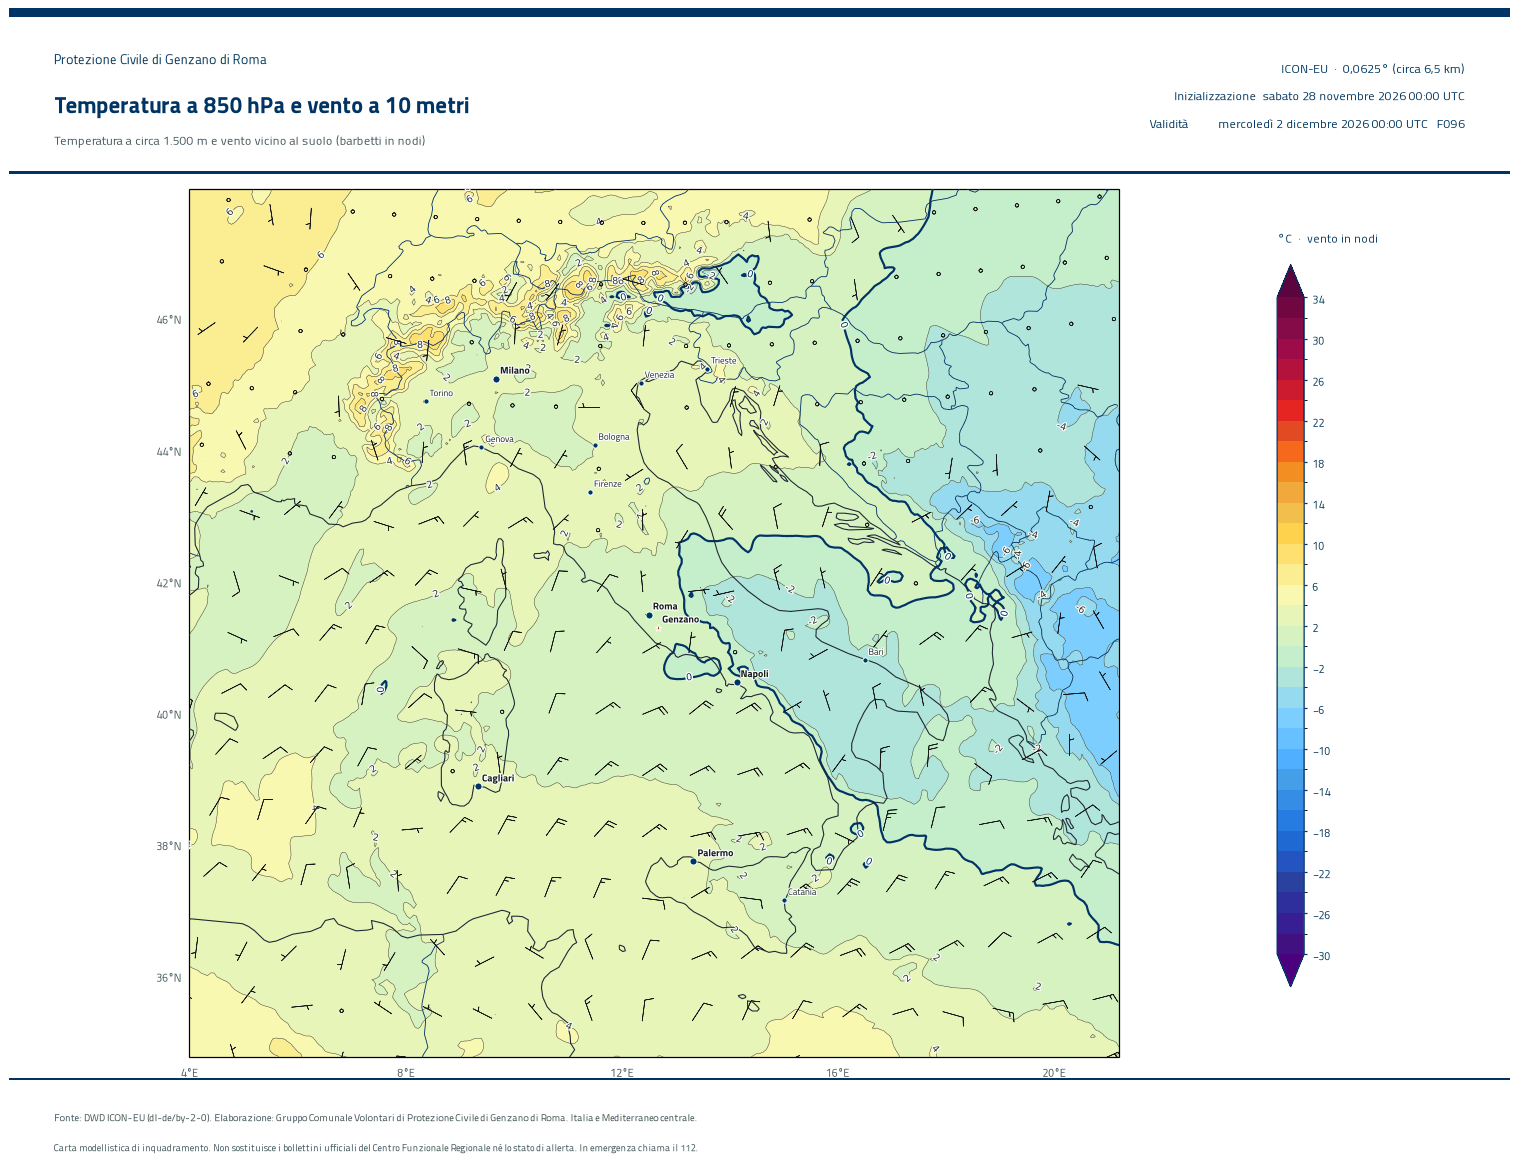 Protezione Civile di Genzano di Roma
Temperatura a 850 hPa e vento a 10 metri
Temperatura a circa 1.500 m e vento vicino al suolo (barbetti in nodi)
ICON-EU · 0,0625° (circa 6,5 km)
Inizializzazione sabato 28 novembre 2026 00:00 UTC
Validità mercoledì 2 dicembre 2026 00:00 UTC F096
°C · vento in nodi
34
30
26
22
18
14
10
6
2
−2
−6
−10
−14
−18
−22
−26
−30
46°N
44°N
42°N
40°N
38°N
36°N
4°E
8°E
12°E
16°E
20°E
Trieste
Milano
Venezia
Torino
Genova
Bologna
Firenze
Roma
Genzano
Bari
Napoli
Cagliari
Palermo
Catania
Fonte: DWD ICON-EU (dl-de/by-2-0). Elaborazione: Gruppo Comunale Volontari di Protezione Civile di Genzano di Roma. Italia e Mediterraneo centrale.
Carta modellistica di inquadramento. Non sostituisce i bollettini ufficiali del Centro Funzionale Regionale né lo stato di allerta. In emergenza chiama il 112.